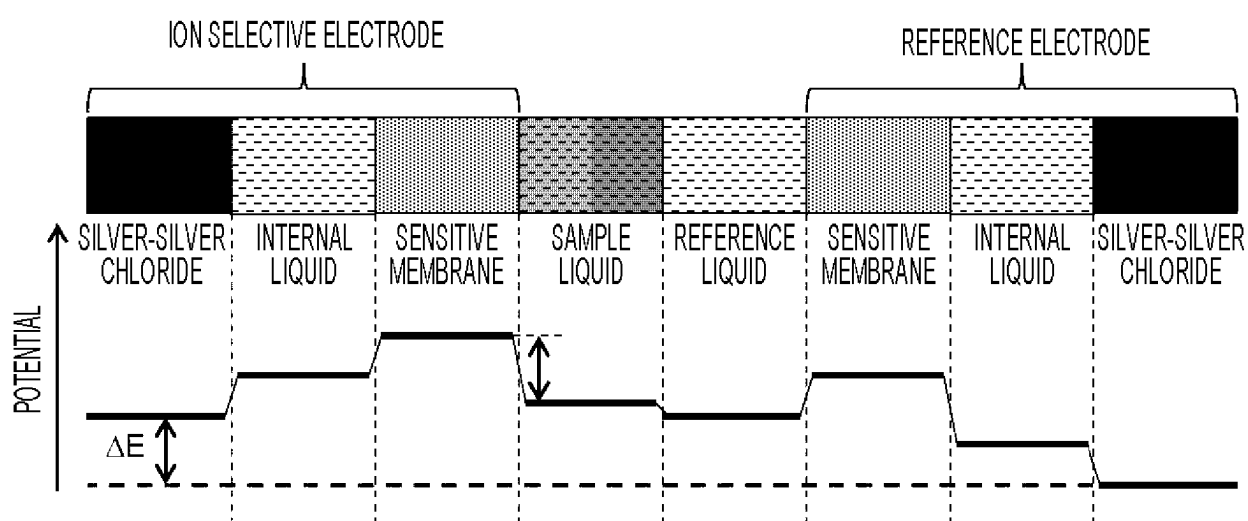 ION SELECTIVE ELECTRODE
REFERENCE ELECTRODE
SILVER-SILVER
CHLORIDE
INTERNAL
LIQUID
SENSITIVE
MEMBRANE
SAMPLE
LIQUID
REFERENCE
LIQUID
SENSITIVE
MEMBRANE
INTERNAL
LIQUID
SILVER-SILVER
CHLORIDE
POTENTIAL
ΔE